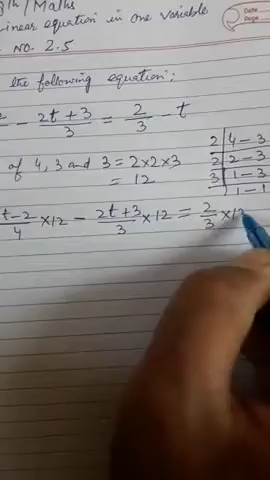 8th / Maths
Linear equation in one variable
Date
Page
NO. 2.5
the following equation:
- 2t + 3 / 3 = 2/3 - t
of 4, 3 and 3 = 2×2×3
= 12
2 | 4 - 3
2 | 2 - 3
3 | 1 - 3
1 - 1
t - 2 / 4 × 12 - 2t + 3 / 3 × 12 = 2/3 × 12